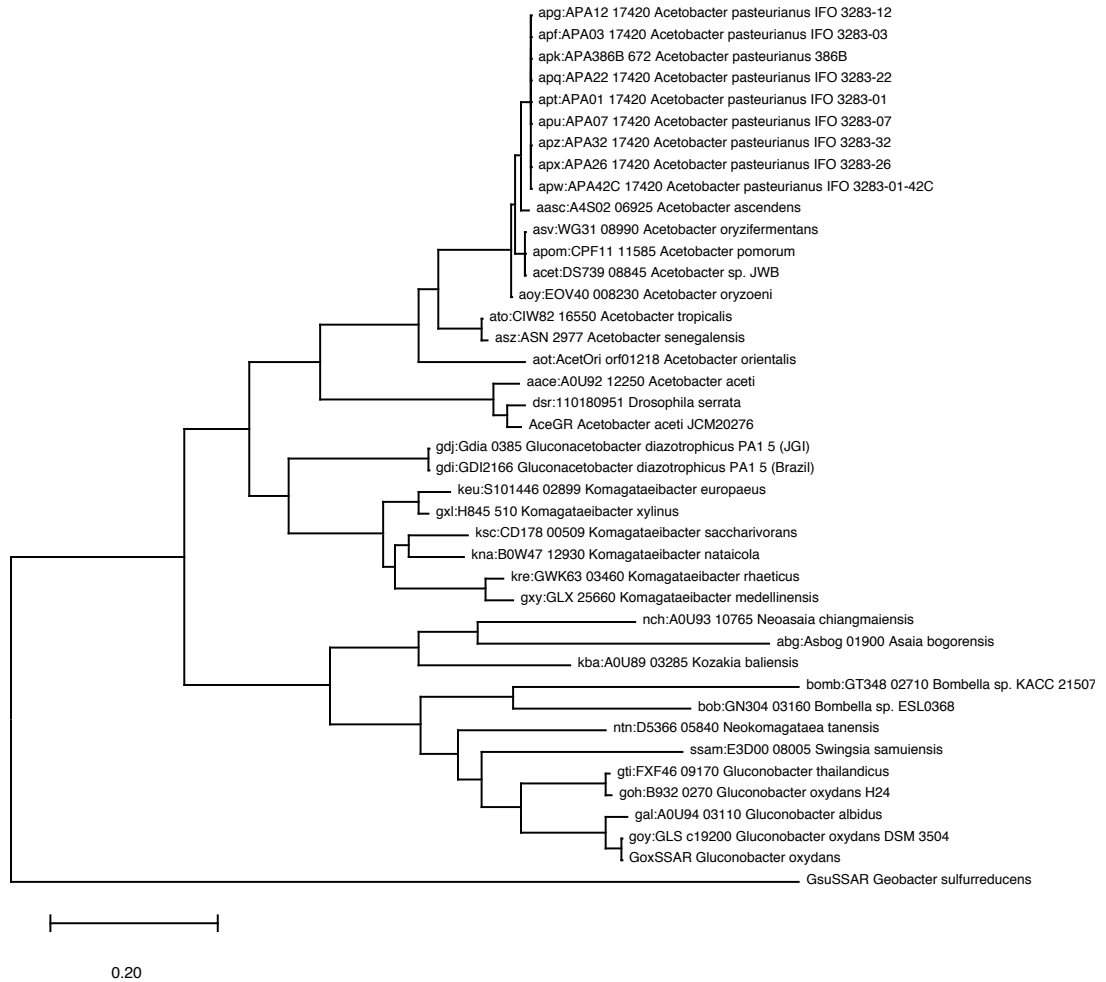 apg:APA12 17420 Acetobacter pasteurianus IFO 3283-12
apf:APA03 17420 Acetobacter pasteurianus IFO 3283-03
apk:APA386B 672 Acetobacter pasteurianus 386B
apq:APA22 17420 Acetobacter pasteurianus IFO 3283-22
apt:APA01 17420 Acetobacter pasteurianus IFO 3283-01
apu:APA07 17420 Acetobacter pasteurianus IFO 3283-07
apz:APA32 17420 Acetobacter pasteurianus IFO 3283-32
apx:APA26 17420 Acetobacter pasteurianus IFO 3283-26
apw:APA42C 17420 Acetobacter pasteurianus IFO 3283-01-42C
aasc:A4S02 06925 Acetobacter ascendens
asv:WG31 08990 Acetobacter oryzifermentans
apom:CPF11 11585 Acetobacter pomorum
acet:DS739 08845 Acetobacter sp. JWB
aoy:EOV40 008230 Acetobacter oryzoeni
ato:CIW82 16550 Acetobacter tropicalis
asz:ASN 2977 Acetobacter senegalensis
aot:AcetOri orf01218 Acetobacter orientalis
aace:A0U92 12250 Acetobacter aceti
dsr:110180951 Drosophila serrata
AceGR Acetobacter aceti JCM20276
gdj:Gdia 0385 Gluconacetobacter diazotrophicus PA1 5 (JGI)
gdi:GDI2166 Gluconacetobacter diazotrophicus PA1 5 (Brazil)
keu:S101446 02899 Komagataeibacter europaeus
gxl:H845 510 Komagataeibacter xylinus
ksc:CD178 00509 Komagataeibacter saccharivorans
kna:B0W47 12930 Komagataeibacter nataicola
kre:GWK63 03460 Komagataeibacter rhaeticus
gxy:GLX 25660 Komagataeibacter medellinensis
nch:A0U93 10765 Neoasaia chiangmaiensis
abg:Asbog 01900 Asaia bogorensis
kba:A0U89 03285 Kozakia baliensis
bomb:GT348 02710 Bombella sp. KACC 21507
bob:GN304 03160 Bombella sp. ESL0368
ntn:D5366 05840 Neokomagataea tanensis
ssam:E3D00 08005 Swingsia samuiensis
gti:FXF46 09170 Gluconobacter thailandicus
goh:B932 0270 Gluconobacter oxydans H24
gal:A0U94 03110 Gluconobacter albidus
goy:GLS c19200 Gluconobacter oxydans DSM 3504
GoxSSAR Gluconobacter oxydans
GsuSSAR Geobacter sulfurreducens
0.20